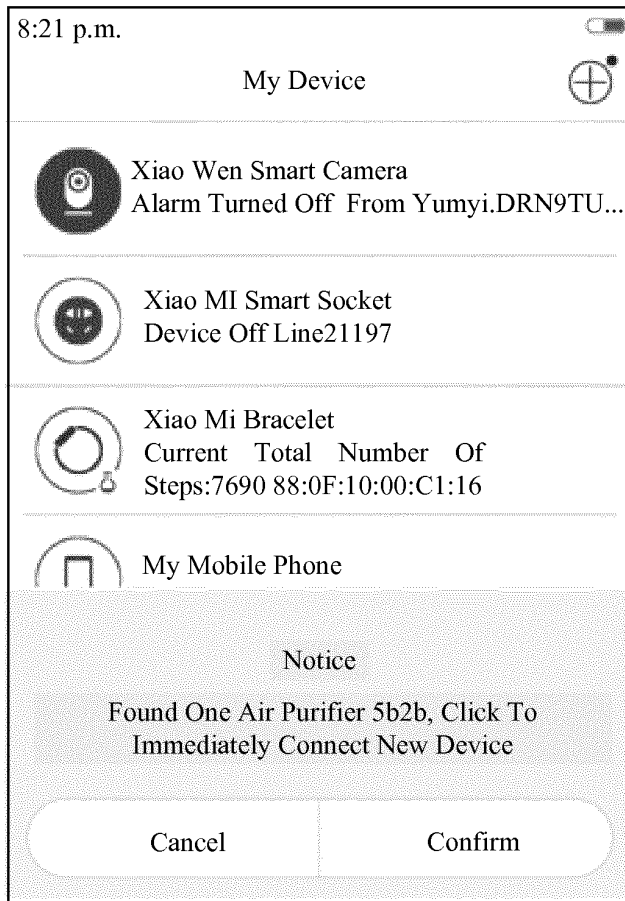 8:21 p.m.
My Device
Xiao Wen Smart Camera
Alarm Turned Off From Yumyi.DRN9TU...
Xiao MI Smart Socket
Device Off Line21197
Xiao Mi Bracelet
Current Total Number Of
Steps:7690 88:0F:10:00:C1:16
My Mobile Phone
Notice
Found One Air Purifier 5b2b, Click To
Immediately Connect New Device
Cancel Confirm